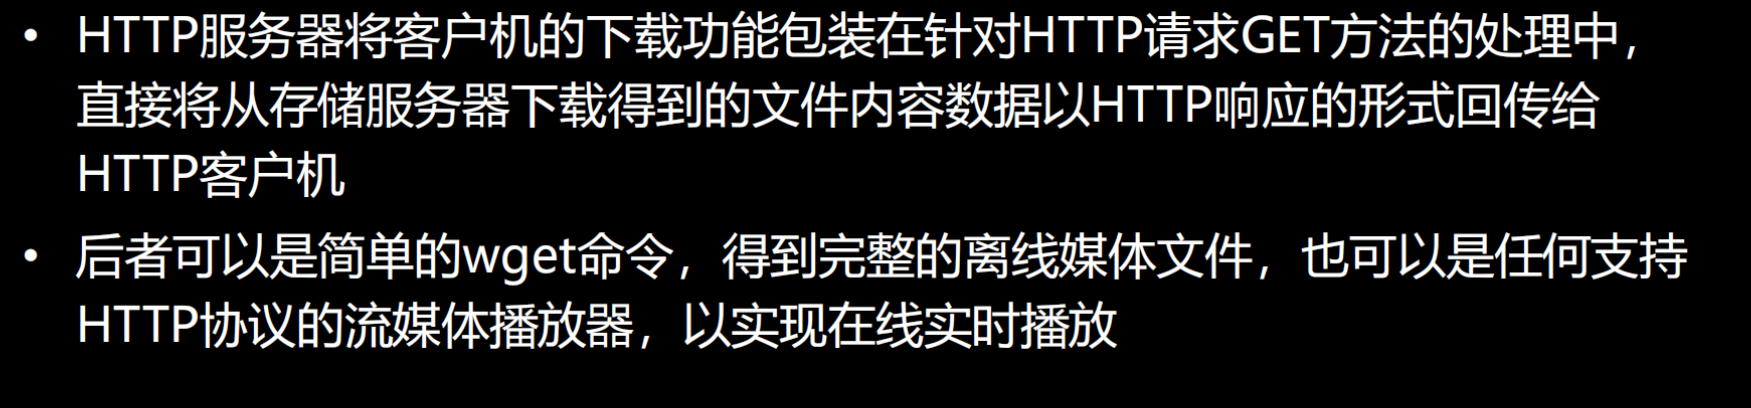 • HTTP服务器将客户机的下载功能包装在针对HTTP请求GET方法的处理中，
直接将从存储服务器下载得到的文件内容数据以HTTP响应的形式回传给
HTTP客户机
• 后者可以是简单的wget命令，得到完整的离线媒体文件，也可以是任何支持
HTTP协议的流媒体播放器，以实现在线实时播放